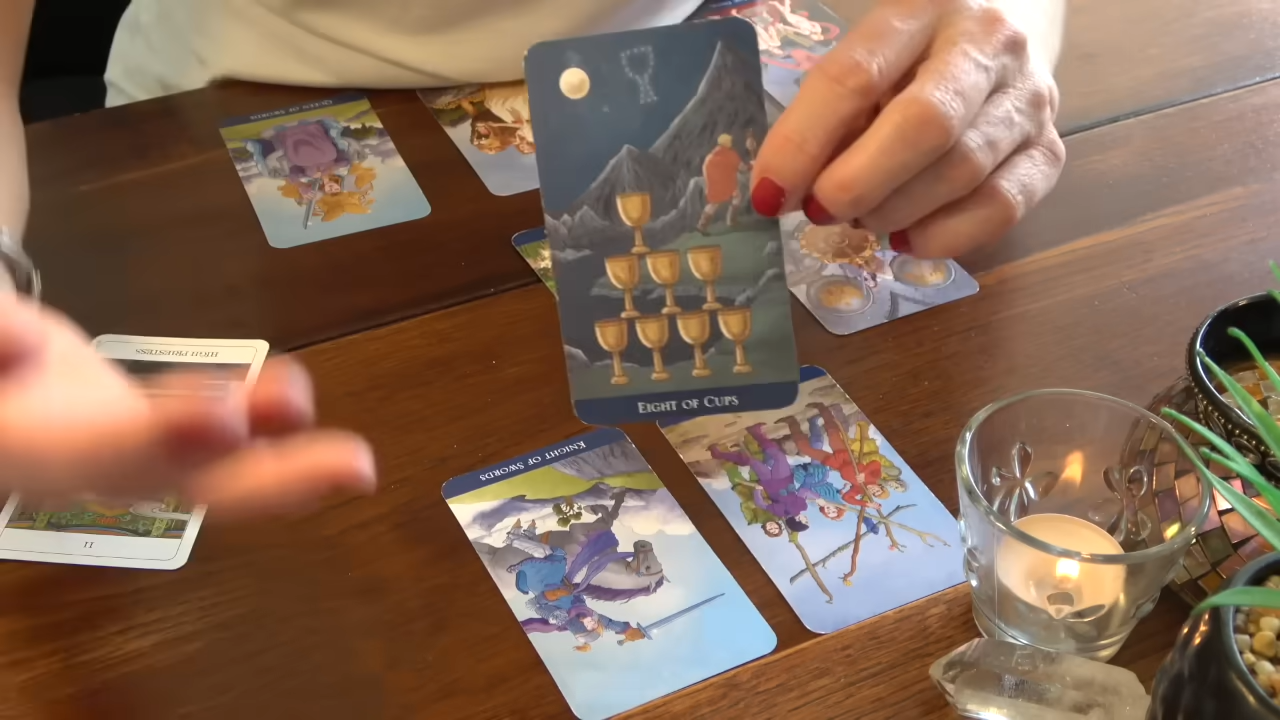 QUEEN OF SWORDS
EIGHT OF CUPS
HIGH PRIESTESS
KNIGHT OF SWORDS
II